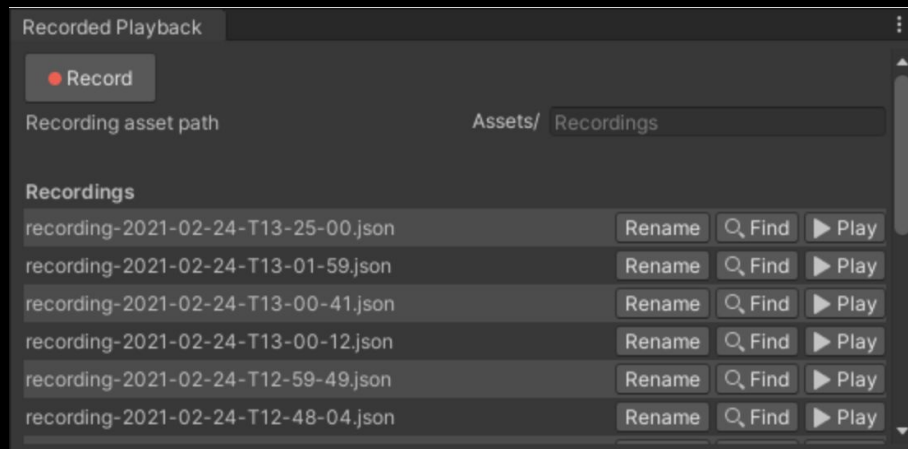 Recorded Playback
Record
Recording asset path Assets/ Recordings
Recordings
recording-2021-02-24-T13-25-00.json Rename Find Play
recording-2021-02-24-T13-01-59.json Rename Find Play
recording-2021-02-24-T13-00-41.json Rename Find Play
recording-2021-02-24-T13-00-12.json Rename Find Play
recording-2021-02-24-T12-59-49.json Rename Find Play
recording-2021-02-24-T12-48-04.json Rename Find Play